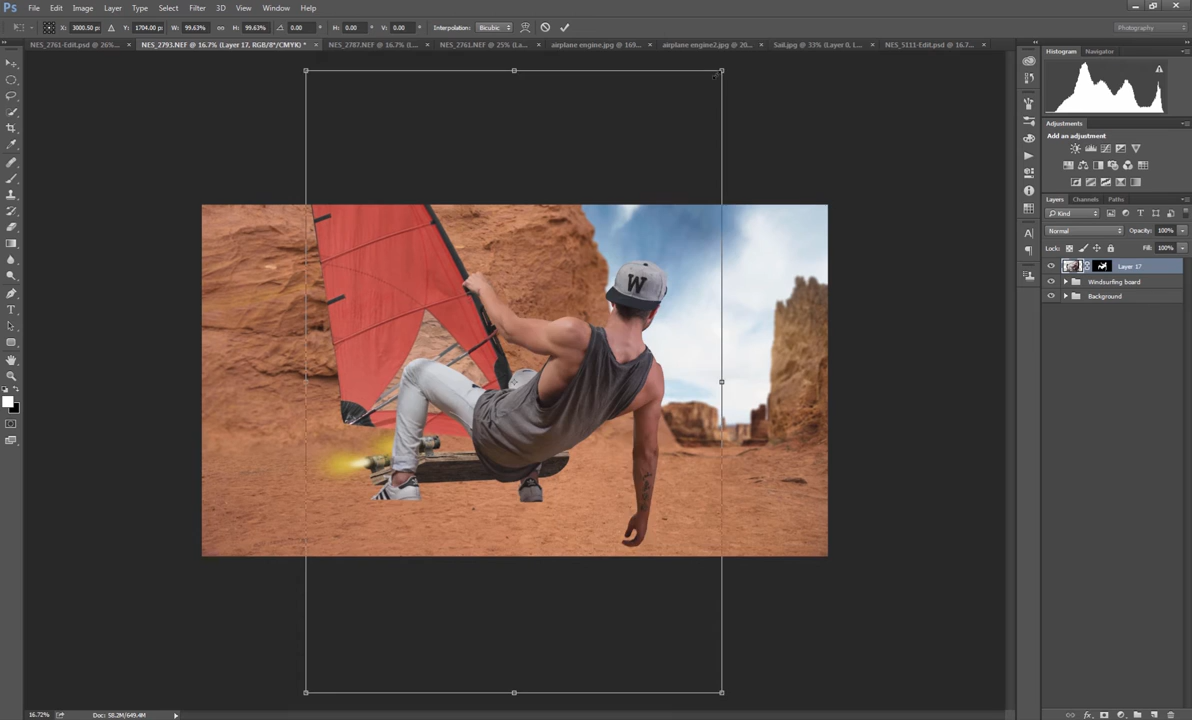 Ps File Edit Image Layer Type Select Filter 3D View Window Help
X: 3000.50 px Y: 1704.00 px W: 99.63% H: 99.63% 0.00 ° H: 0.00 ° V: 0.00 ° Interpolation: Bicubic Photography
NES_2761-Edit.psd @ 26%... × NES_2793.NEF @ 16.7% (Layer 17, RGB/8*/CMYK) * × NES_2787.NEF @ 16.7% (L... × NES_2761.NEF @ 25% (La... × airplane engine.jpg @ 169... × airplane engine2.jpg @ 20... × Sail.jpg @ 33% (Layer 0, L... × NES_5111-Edit.psd @ 16.7... ×
Histogram Navigator
Adjustments
Add an adjustment
Layers Channels Paths
Kind
Normal Opacity: 100%
Lock: Fill: 100%
Layer 17
Windsurfing board
Background
W
16.72% Doc: 58.2M/649.4M